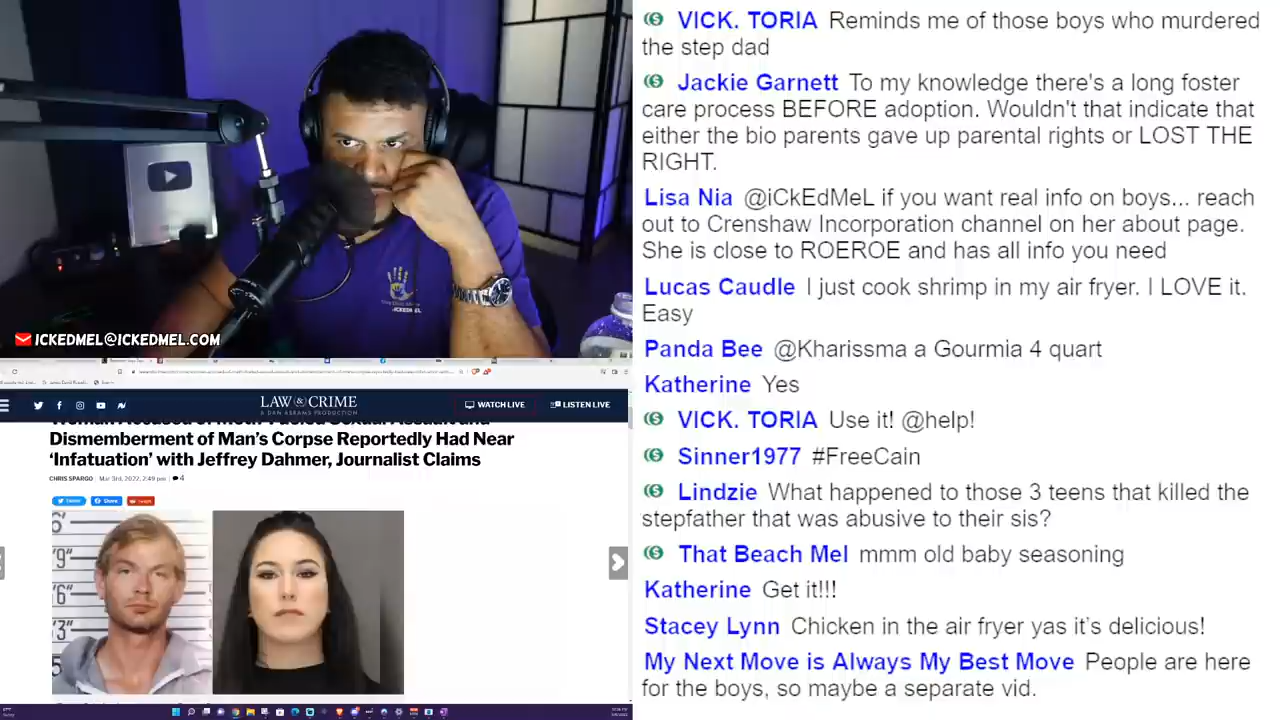 ICKEDMEL@ICKEDMEL.COM
LAW & CRIME
A DAN ABRAMS PRODUCTION
WATCH LIVE
LISTEN LIVE
Dismemberment of Man's Corpse Reportedly Had Near
'Infatuation' with Jeffrey Dahmer, Journalist Claims
CHRIS SPARGO Mar 3rd, 2022, 2:49 pm 4
VICK. TORIA Reminds me of those boys who murdered
the step dad
Jackie Garnett To my knowledge there's a long foster
care process BEFORE adoption. Wouldn't that indicate that
either the bio parents gave up parental rights or LOST THE
RIGHT.
Lisa Nia @iCkEdMeL if you want real info on boys... reach
out to Crenshaw Incorporation channel on her about page.
She is close to ROEROE and has all info you need
Lucas Caudle I just cook shrimp in my air fryer. I LOVE it.
Easy
Panda Bee @Kharissma a Gourmia 4 quart
Katherine Yes
VICK. TORIA Use it! @help!
Sinner1977 #FreeCain
Lindzie What happened to those 3 teens that killed the
stepfather that was abusive to their sis?
That Beach Mel mmm old baby seasoning
Katherine Get it!!!
Stacey Lynn Chicken in the air fryer yas it's delicious!
My Next Move is Always My Best Move People are here
for the boys, so maybe a separate vid.